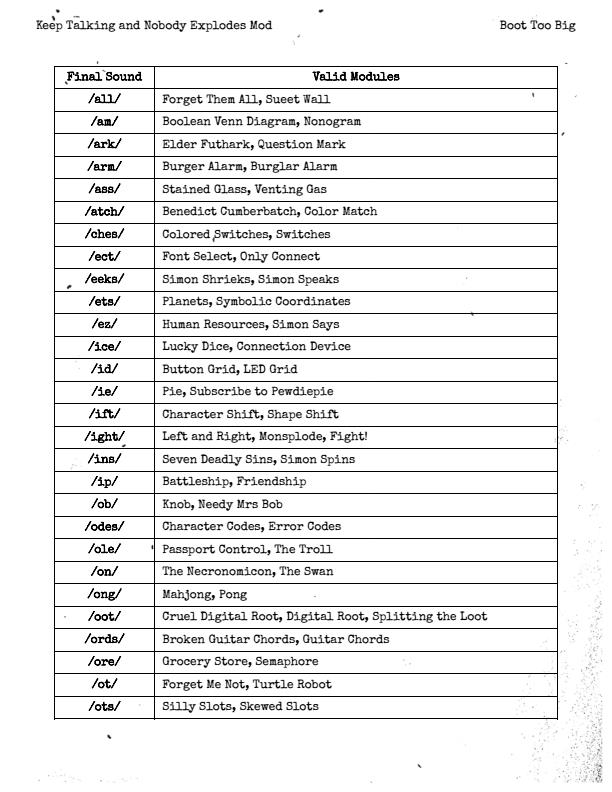 Keep Talking and Nobody Explodes Mod Boot Too Big
Final Sound Valid Modules
/all/ Forget Them All, Sueet Wall
/am/ Boolean Venn Diagram, Nonogram
/ark/ Elder Futhark, Question Mark
/arm/ Burger Alarm, Burglar Alarm
/ass/ Stained Glass, Venting Gas
/atch/ Benedict Cumberbatch, Color Match
/ches/ Colored Switches, Switches
/ect/ Font Select, Only Connect
/eeks/ Simon Shrieks, Simon Speaks
/ets/ Planets, Symbolic Coordinates
/ez/ Human Resources, Simon Says
/ice/ Lucky Dice, Connection Device
/id/ Button Grid, LED Grid
/ie/ Pie, Subscribe to Pewdiepie
/ift/ Character Shift, Shape Shift
/ight/ Left and Right, Monsplode, Fight!
/ins/ Seven Deadly Sins, Simon Spins
/ip/ Battleship, Friendship
/ob/ Knob, Needy Mrs Bob
/odes/ Character Codes, Error Codes
/ole/ Passport Control, The Troll
/on/ The Necronomicon, The Swan
/ong/ Mahjong, Pong
/oot/ Cruel Digital Root, Digital Root, Splitting the Loot
/ords/ Broken Guitar Chords, Guitar Chords
/ore/ Grocery Store, Semaphore
/ot/ Forget Me Not, Turtle Robot
/ots/ Silly Slots, Skewed Slots